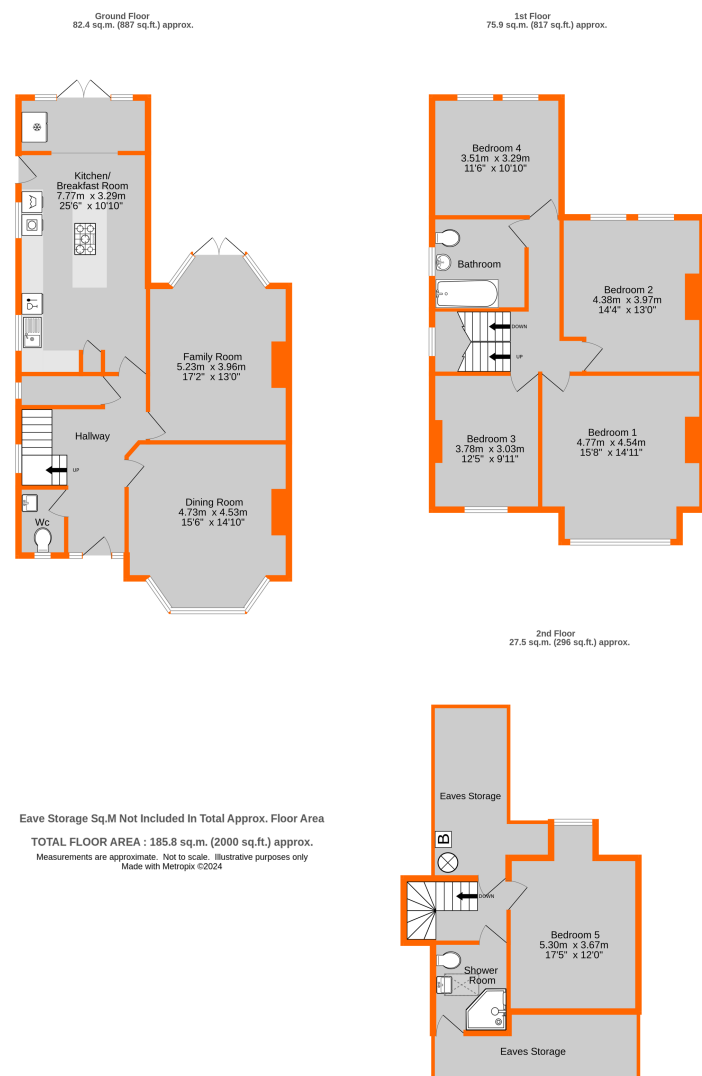 Ground Floor
82.4 sq.m. (887 sq.ft.) approx.
Kitchen/
Breakfast Room
7.77m x 3.29m
25'6" x 10'10"
Family Room
5.23m x 3.96m
17'2" x 13'0"
Hallway
UP
Dining Room
4.73m x 4.53m
15'6" x 14'10"
Wc
1st Floor
75.9 sq.m. (817 sq.ft.) approx.
Bedroom 4
3.51m x 3.29m
11'6" x 10'10"
Bathroom
Bedroom 2
4.38m x 3.97m
14'4" x 13'0"
DOWN
UP
Bedroom 3
3.78m x 3.03m
12'5" x 9'11"
Bedroom 1
4.77m x 4.54m
15'8" x 14'11"
2nd Floor
27.5 sq.m. (296 sq.ft.) approx.
Eaves Storage
B
DOWN
Bedroom 5
5.30m x 3.67m
17'5" x 12'0"
Shower
Room
Eaves Storage
Eave Storage Sq.M Not Included In Total Approx. Floor Area
TOTAL FLOOR AREA : 185.8 sq.m. (2000 sq.ft.) approx.
Measurements are approximate. Not to scale. Illustrative purposes only
Made with Metropix ©2024